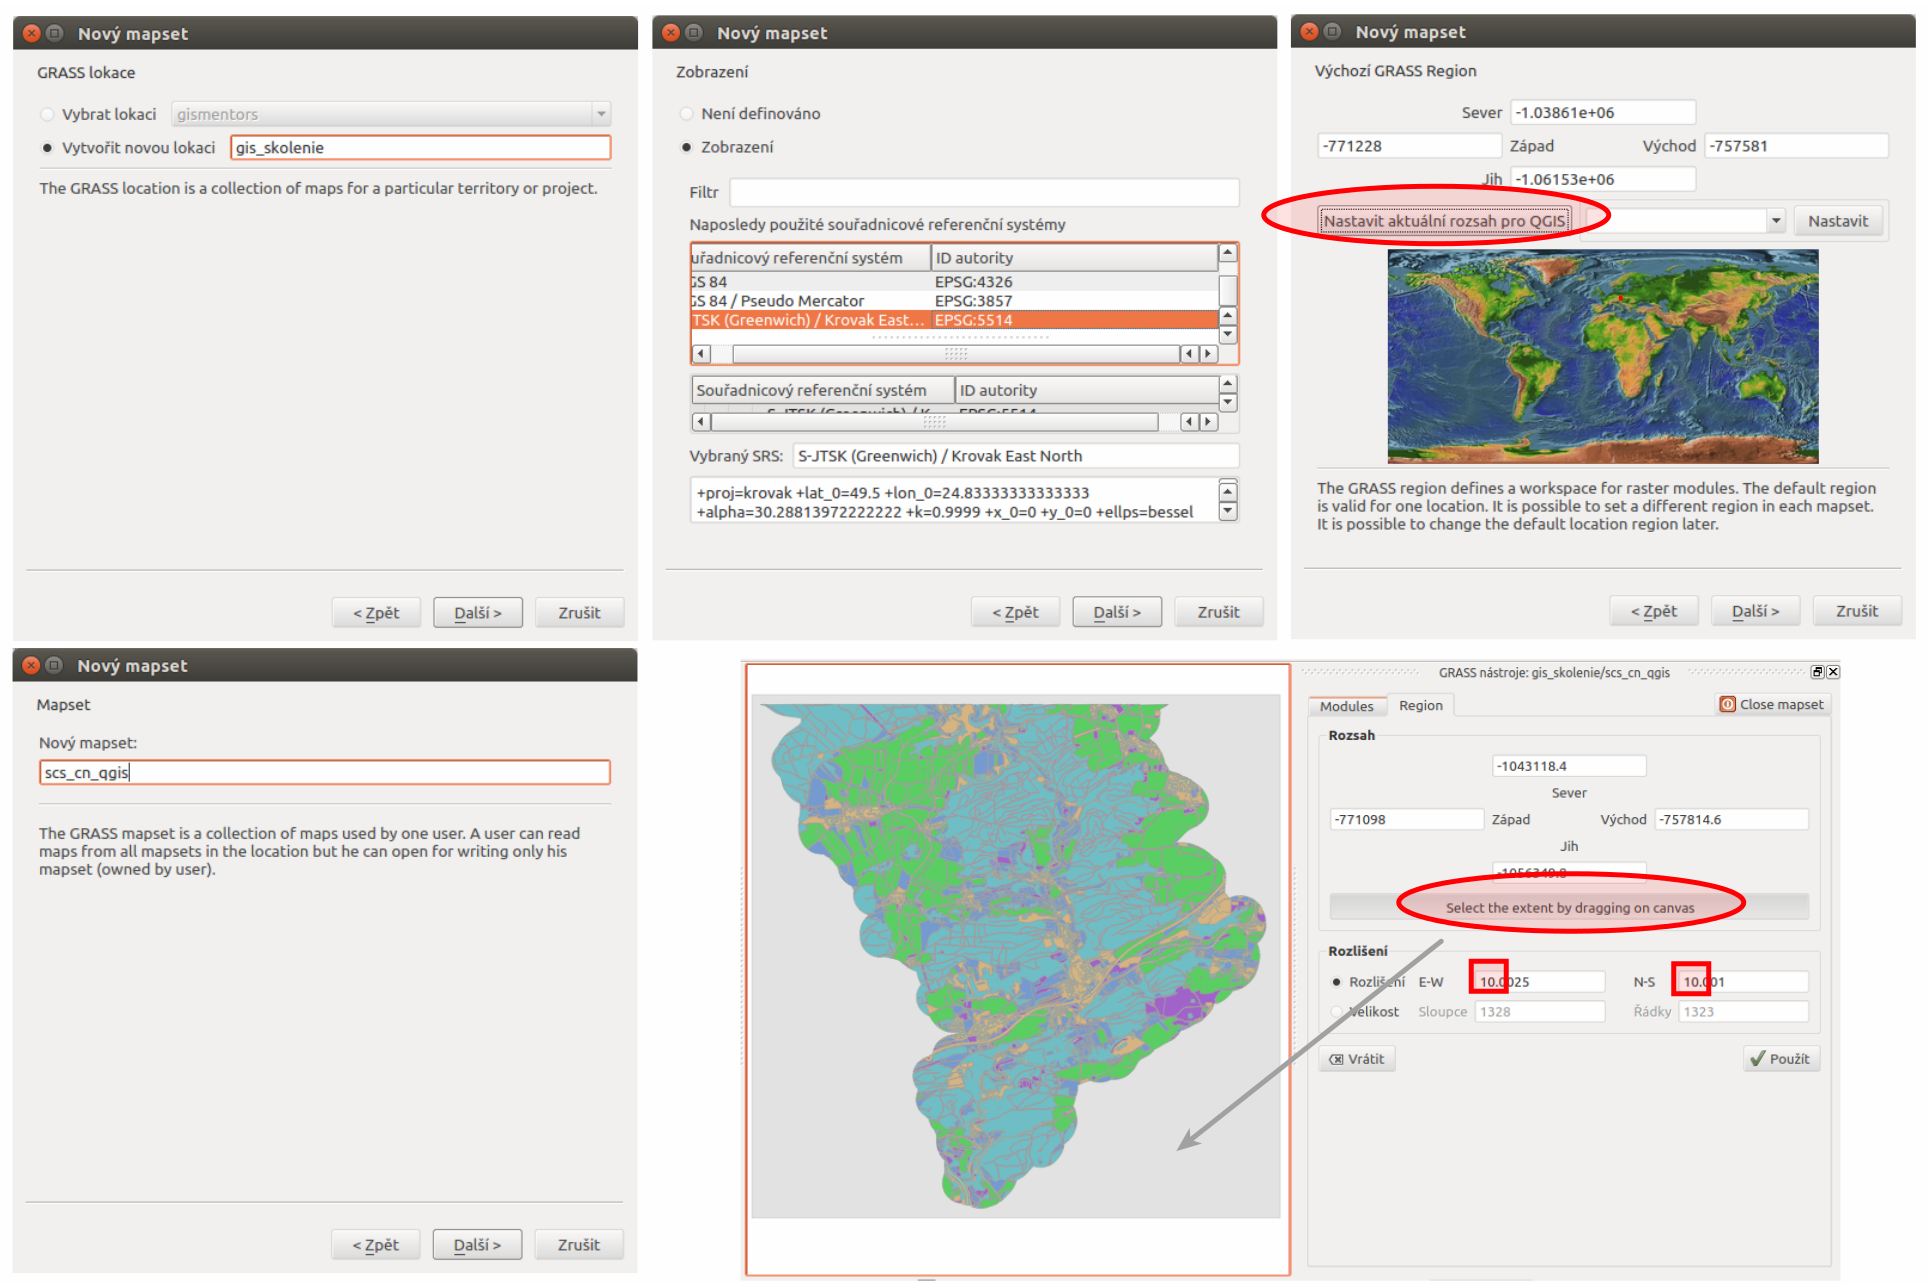 Nový mapset
GRASS lokace
Vybrat lokaci gismentors
Vytvořit novou lokaci gis_skolenie
The GRASS location is a collection of maps for a particular territory or project.
< Zpět Další > Zrušit
Nový mapset
Zobrazení
Není definováno
Zobrazení
Filtr
Naposledy použité souřadnicové referenční systémy
uřadnicový referenční systém ID autority
GS 84 EPSG:4326
GS 84 / Pseudo Mercator EPSG:3857
TSK (Greenwich) / Krovak East... EPSG:5514
Souřadnicový referenční systém ID autority
S-JTSK (Greenwich) / K EPSG:5514
Vybraný SRS: S-JTSK (Greenwich) / Krovak East North
+proj=krovak +lat_0=49.5 +lon_0=24.83333333333333
+alpha=30.28813972222222 +k=0.9999 +x_0=0 +y_0=0 +ellps=bessel
< Zpět Další > Zrušit
Nový mapset
Výchozí GRASS Region
Sever -1.03861e+06
-771228 Západ Východ -757581
Jih -1.06153e+06
Nastavit aktuální rozsah pro QGIS Nastavit
The GRASS region defines a workspace for raster modules. The default region
is valid for one location. It is possible to set a different region in each mapset.
It is possible to change the default location region later.
< Zpět Další > Zrušit
Nový mapset
Mapset
Nový mapset:
scs_cn_qgis
The GRASS mapset is a collection of maps used by one user. A user can read
maps from all mapsets in the location but he can open for writing only his
mapset (owned by user).
< Zpět Další > Zrušit
GRASS nástroje: gis_skolenie/scs_cn_qgis
Modules Region Close mapset
Rozsah
-1043118.4
Sever
-771098 Západ Východ -757814.6
Jih
-1056349.8
Select the extent by dragging on canvas
Rozlišení
Rozlišení E-W 10.0025 N-S 10.001
Velikost Sloupce 1328 Řádky 1323
Vrátit Použít